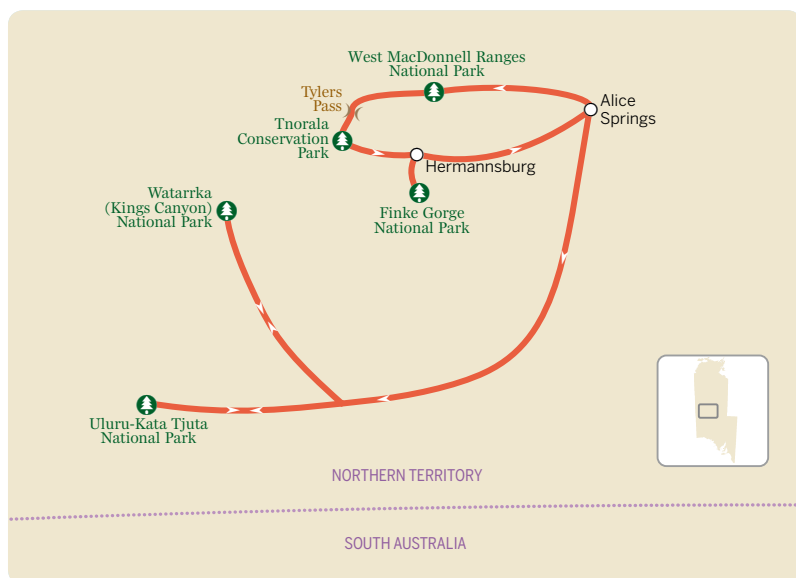 West MacDonnell Ranges
National Park
Tylers
Pass
Alice
Springs
Tnorala
Conservation
Park
Hermannsburg
Watarrka
(Kings Canyon)
National Park
Finke Gorge
National Park
Uluru-Kata Tjuta
National Park
NORTHERN TERRITORY
SOUTH AUSTRALIA